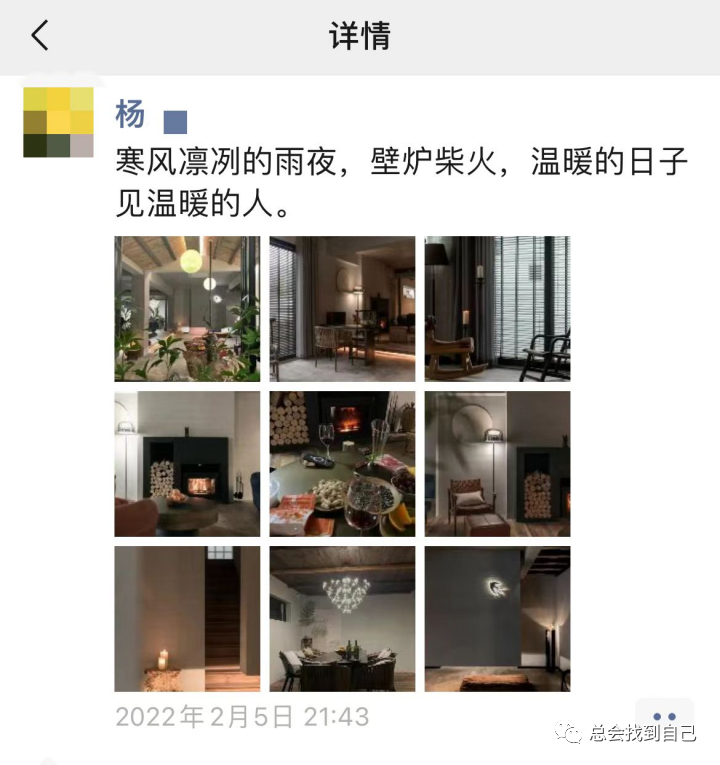 详情
杨
寒风凛冽的雨夜，壁炉柴火，温暖的日子
见温暖的人。
2022年2月5日 21:43
总会找到自己